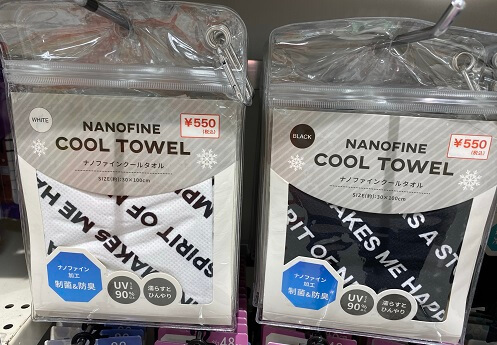 WHITE
¥550
(税込)
NANOFINE
COOL TOWEL
ナノファインクールタオル
SIZE(約):30×100cm
MAKES ME HA
SPIRIT OF M
ナノファイン
加工
制菌&防臭
UV
90%
濡らすと
ひんやり
BLACK
¥550
(税込)
NANOFINE
COOL TOWEL
ナノファインクールタオル
SIZE(約):30×100cm
IS A ST
MAKES ME HAPP
SPIRIT OF
ナノファイン
加工
制菌&防臭
UV
90%
濡らすと
ひんやり
48